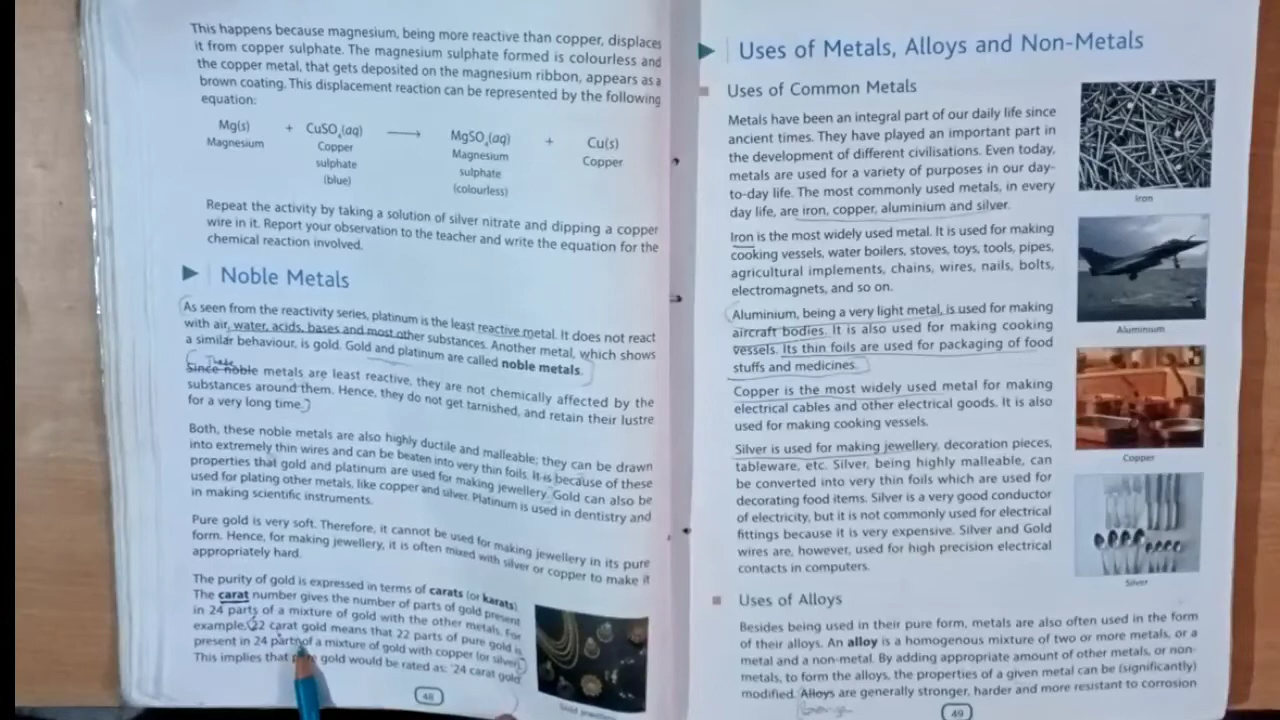 This happens because magnesium, being more reactive than copper, displaces
it from copper sulphate. The magnesium sulphate formed is colourless and
the copper metal, that gets deposited on the magnesium ribbon, appears as a
brown coating. This displacement reaction can be represented by the following
equation:
Mg(s) + CuSO₄(aq) ⟶ MgSO₄(aq) + Cu(s)
Magnesium Copper Magnesium Copper
sulphate sulphate
(blue) (colourless)
Repeat the activity by taking a solution of silver nitrate and dipping a copper
wire in it. Report your observation to the teacher and write the equation for the
chemical reaction involved.
Noble Metals
As seen from the reactivity series, platinum is the least reactive metal. It does not react
with air, water, acids, bases and most other substances. Another metal, which shows
a similar behaviour, is gold. Gold and platinum are called noble metals.
These
Since noble metals are least reactive, they are not chemically affected by the
substances around them. Hence, they do not get tarnished, and retain their lustre
for a very long time.
Both, these noble metals are also highly ductile and malleable; they can be drawn
into extremely thin wires and can be beaten into very thin foils. It is because of these
properties that gold and platinum are used for making jewellery. Gold can also be
used for plating other metals, like copper and silver. Platinum is used in dentistry and
in making scientific instruments.
Pure gold is very soft. Therefore, it cannot be used for making jewellery in its pure
form. Hence, for making jewellery, it is often mixed with silver or copper to make it
appropriately hard.
The purity of gold is expressed in terms of carats (or karats).
The carat number gives the number of parts of gold present
in 24 parts of a mixture of gold with the other metals. For
example, 22 carat gold means that 22 parts of pure gold is
present in 24 parts of a mixture of gold with copper (or silver).
This implies that pure gold would be rated as: '24 carat gold'
Gold jewellery
48
Uses of Metals, Alloys and Non-Metals
Uses of Common Metals
Metals have been an integral part of our daily life since
ancient times. They have played an important part in
the development of different civilisations. Even today,
metals are used for a variety of purposes in our day-
to-day life. The most commonly used metals, in every
day life, are iron, copper, aluminium and silver.
Iron
Iron is the most widely used metal. It is used for making
cooking vessels, water boilers, stoves, toys, tools, pipes,
agricultural implements, chains, wires, nails, bolts,
electromagnets, and so on.
Aluminium, being a very light metal, is used for making
aircraft bodies. It is also used for making cooking
vessels. Its thin foils are used for packaging of food
stuffs and medicines.
Aluminium
Copper is the most widely used metal for making
electrical cables and other electrical goods. It is also
used for making cooking vessels.
Copper
Silver is used for making jewellery, decoration pieces,
tableware, etc. Silver, being highly malleable, can
be converted into very thin foils which are used for
decorating food items. Silver is a very good conductor
of electricity, but it is not commonly used for electrical
fittings because it is very expensive. Silver and Gold
wires are, however, used for high precision electrical
contacts in computers.
Silver
Uses of Alloys
Besides being used in their pure form, metals are also often used in the form
of their alloys. An alloy is a homogenous mixture of two or more metals, or a
metal and a non-metal. By adding appropriate amount of other metals, or non-
metals, to form the alloys, the properties of a given metal can be (significantly)
modified. Alloys are generally stronger, harder and more resistant to corrosion
49